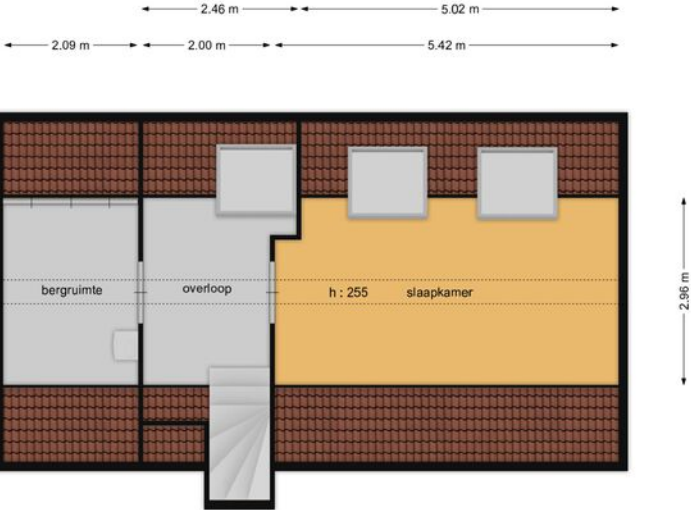 2.46 m 5.02 m
2.09 m 2.00 m 5.42 m
bergruimte overloop h : 255 slaapkamer
2.96 m